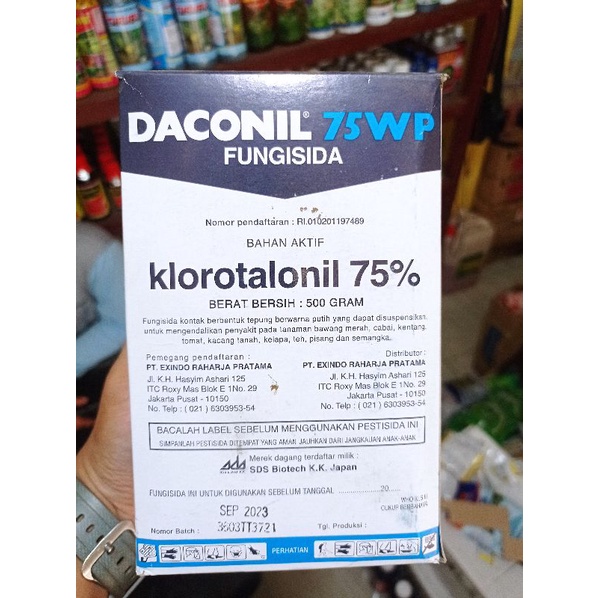 DACONIL® 75WP
FUNGISIDA
Nomor pendaftaran : RI.010201197489
BAHAN AKTIF
klorotalonil 75%
BERAT BERSIH : 500 GRAM
Fungisida kontak berbentuk tepung berwarna putih yang dapat disuspensikan
untuk mengendalikan penyakit pada tanaman bawang merah, cabai, kentang,
tomat, kacang tanah, kelapa, teh, pisang dan semangka.
Pemegang pendaftaran :
PT. EXINDO RAHARJA PRATAMA
Jl. K.H. Hasyim Ashari 125
ITC Roxy Mas Blok E 1No. 29
Jakarta Pusat - 10150
No. Telp : ( 021 ) 6303953-54
Distributor :
PT. EXINDO RAHARJA PRATAMA
Jl. K.H. Hasyim Ashari 125
ITC Roxy Mas Blok E 1No. 29
Jakarta Pusat - 10150
No. Telp : ( 021 ) 6303953-54
BACALAH LABEL SEBELUM MENGGUNAKAN PESTISIDA INI
SIMPANLAH PESTISIDA DITEMPAT YANG AMAN JAUHKAN DARI JANGKAUAN ANAK-ANAK
Merek dagang terdaftar milik :
SDS Biotech K.K. Japan
FUNGISIDA INI UNTUK DIGUNAKAN SEBELUM TANGGAL ....................20.....
SEP 2023
Nomor Batch : 3603TT3721
Tgl. Produksi :
CUKUP BERBAHAYA
PERHATIAN